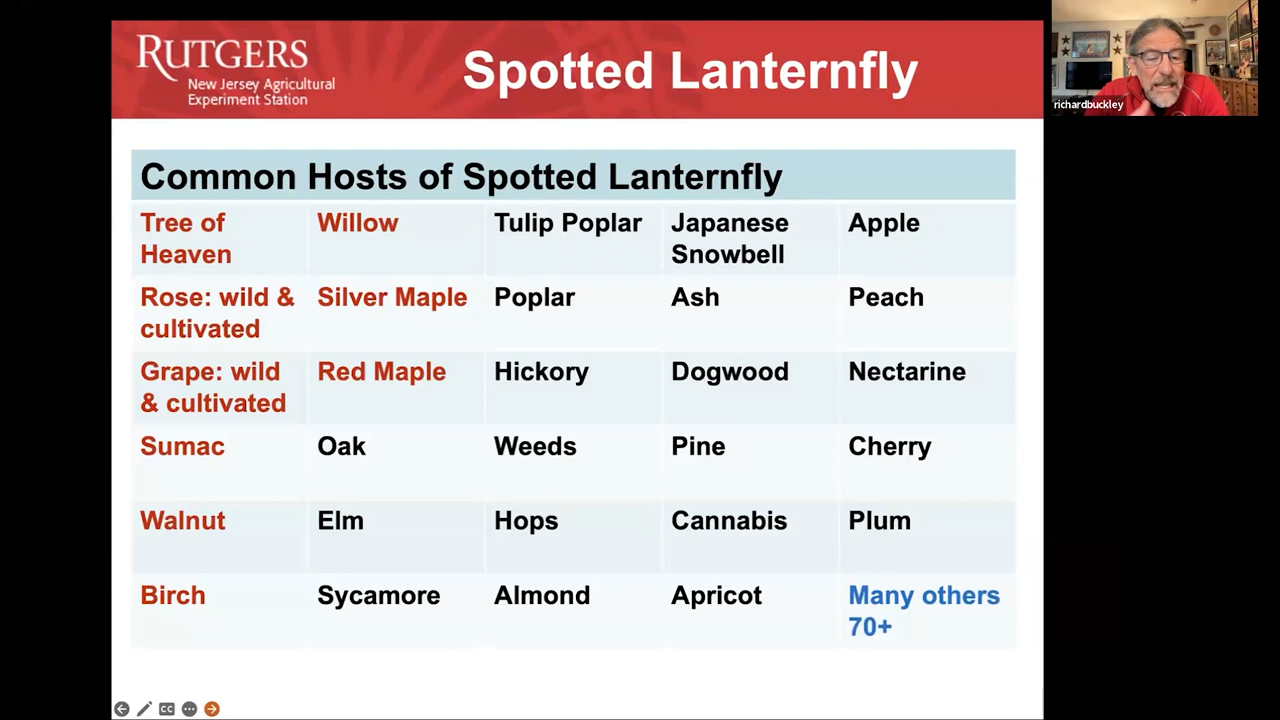 RUTGERS
New Jersey Agricultural
Experiment Station
Spotted Lanternfly
richardbuckley
Common Hosts of Spotted Lanternfly
Tree of
Heaven
Willow
Tulip Poplar
Japanese
Snowbell
Apple
Rose: wild &
cultivated
Silver Maple
Poplar
Ash
Peach
Grape: wild
& cultivated
Red Maple
Hickory
Dogwood
Nectarine
Sumac
Oak
Weeds
Pine
Cherry
Walnut
Elm
Hops
Cannabis
Plum
Birch
Sycamore
Almond
Apricot
Many others
70+
CC